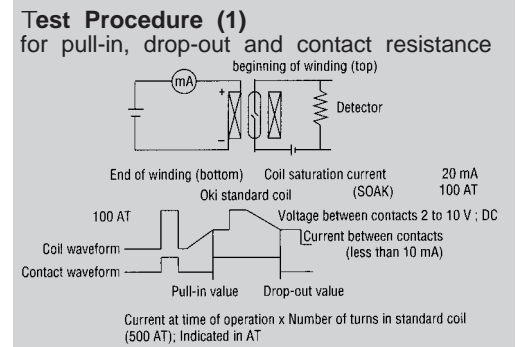 Test Procedure (1)
for pull-in, drop-out and contact resistance
beginning of winding (top)
mA
+
Detector
–
End of winding (bottom) Coil saturation current 20 mA
Oki standard coil (SOAK) 100 AT
100 AT Voltage between contacts 2 to 10 V ; DC
Current between contacts
Coil waveform (less than 10 mA)
Contact waveform
Pull-in value Drop-out value
Current at time of operation x Number of turns in standard coil
(500 AT); Indicated in AT